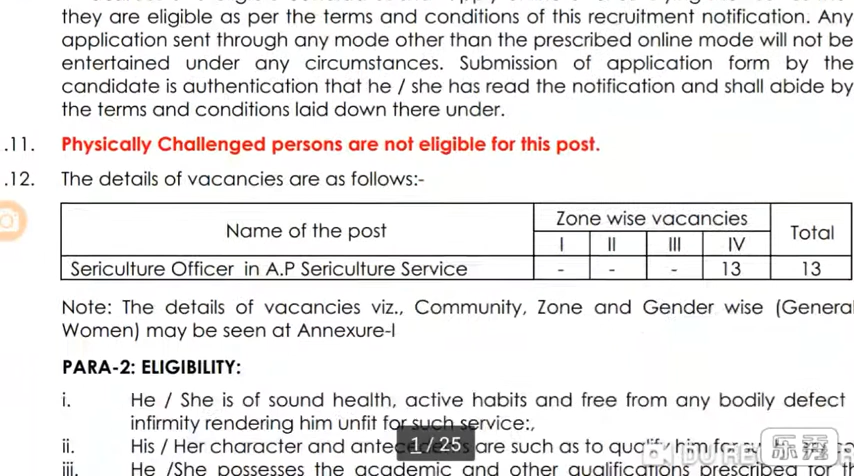 they are eligible as per the terms and conditions of this recruitment notification. Any
application sent through any mode other than the prescribed online mode will not be
entertained under any circumstances. Submission of application form by the
candidate is authentication that he / she has read the notification and shall abide by
the terms and conditions laid down there under.
.11. Physically Challenged persons are not eligible for this post.
.12. The details of vacancies are as follows:-
Name of the post Zone wise vacancies Total
I II III IV
Sericulture Officer in A.P Sericulture Service - - - 13 13
Note: The details of vacancies viz., Community, Zone and Gender wise (General
Women) may be seen at Annexure-I
PARA-2: ELIGIBILITY:
i. He / She is of sound health, active habits and free from any bodily defect
infirmity rendering him unfit for such service:,
ii. His / Her character and are such as to qualify him for
1 / 25
iii. He /She possesses the academic and other qualifications prescribed for
乐秀